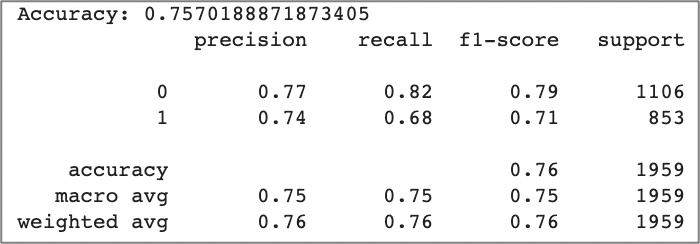 Accuracy: 0.7570188871873405
precision recall f1-score support
0 0.77 0.82 0.79 1106
1 0.74 0.68 0.71 853
accuracy 0.76 1959
macro avg 0.75 0.75 0.75 1959
weighted avg 0.76 0.76 0.76 1959